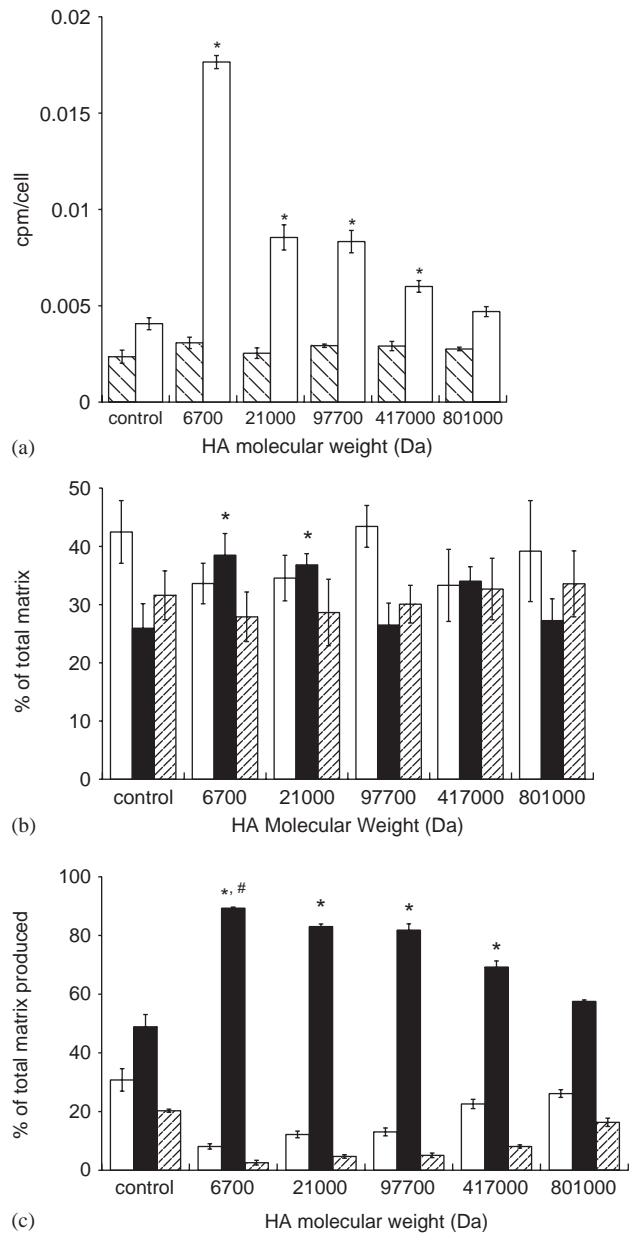 0.02
*
0.015
cpm/cell
0.01
* *
*
0.005
0
control 6700 21000 97700 417000 801000
(a)
HA molecular weight (Da)
50
40
* *
30
% of total matrix
20
10
0
control 6700 21000 97700 417000 801000
(b)
HA Molecular Weight (Da)
100
*, #
* *
80
*
60
% of total matrix produced
40
20
0
control 6700 21000 97700 417000 801000
(c)
HA molecular weight (Da)